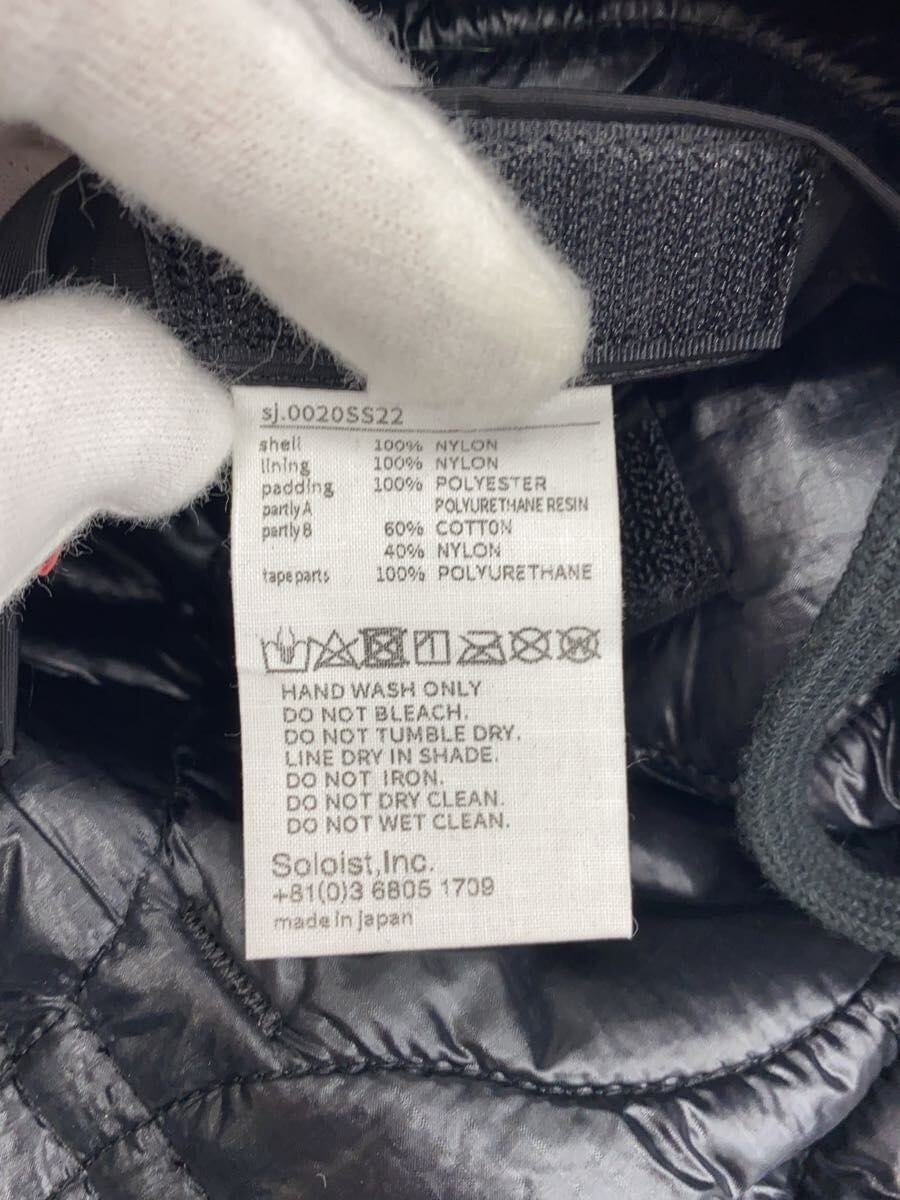 sj.0020SS22
shell 100% NYLON
lining 100% NYLON
padding 100% POLYESTER
partly A POLYURETHANE RESIN
partly B 60% COTTON
40% NYLON
tape parts 100% POLYURETHANE
HAND WASH ONLY
DO NOT BLEACH.
DO NOT TUMBLE DRY.
LINE DRY IN SHADE.
DO NOT IRON.
DO NOT DRY CLEAN.
DO NOT WET CLEAN.
Soloist,Inc.
+81(0)3 6805 1709
made in japan